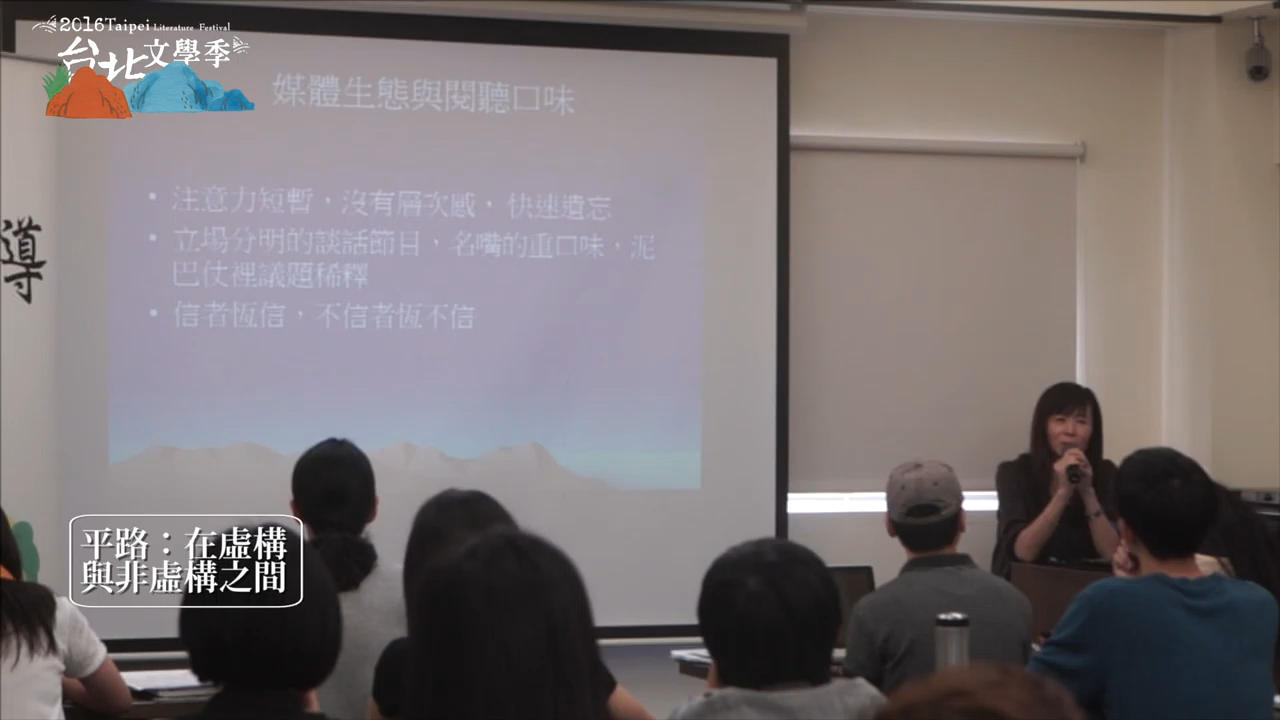 2016Taipei Literature Festival
台北文學季
媒體生態與閱聽口味
• 注意力短暫，沒有層次感，快速遺忘
• 立場分明的談話節目，名嘴的重口味，泥
巴仗裡議題稀釋
• 信者恆信，不信者恆不信
導
平路：在虛構
與非虛構之間